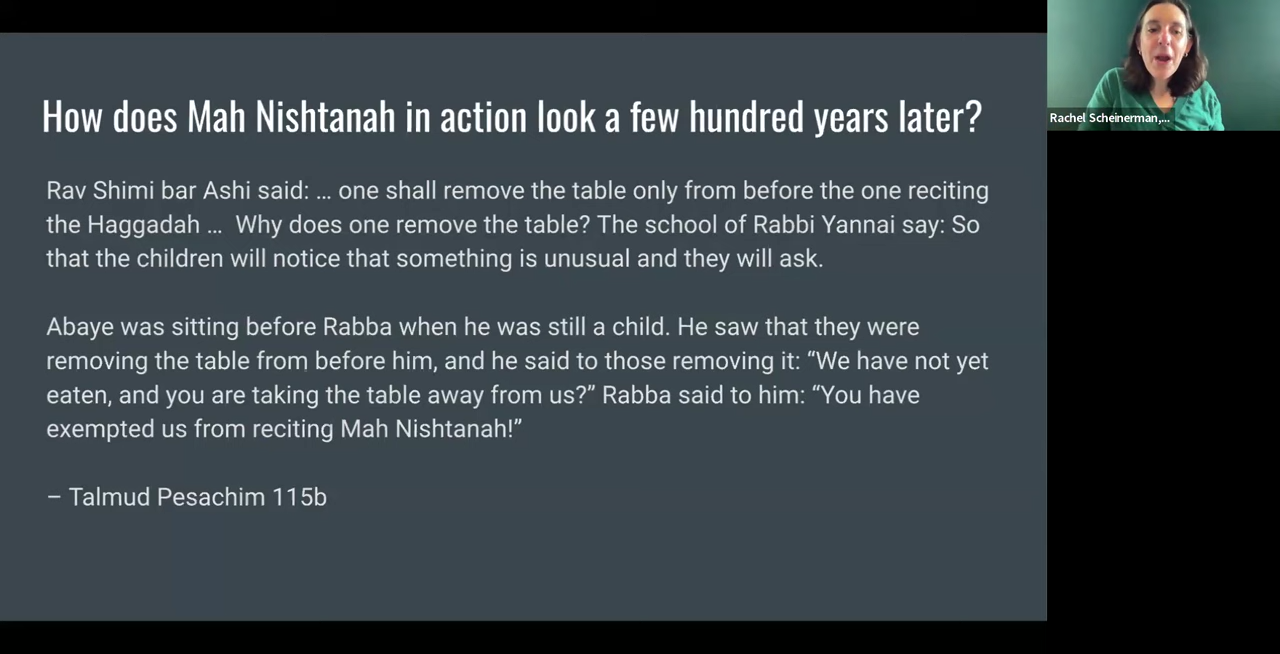 How does Mah Nishtanah in action look a few hundred years later?
Rav Shimi bar Ashi said: … one shall remove the table only from before the one reciting
the Haggadah … Why does one remove the table? The school of Rabbi Yannai say: So
that the children will notice that something is unusual and they will ask.
Abaye was sitting before Rabba when he was still a child. He saw that they were
removing the table from before him, and he said to those removing it: “We have not yet
eaten, and you are taking the table away from us?” Rabba said to him: “You have
exempted us from reciting Mah Nishtanah!”
– Talmud Pesachim 115b
Rachel Scheinerman,...